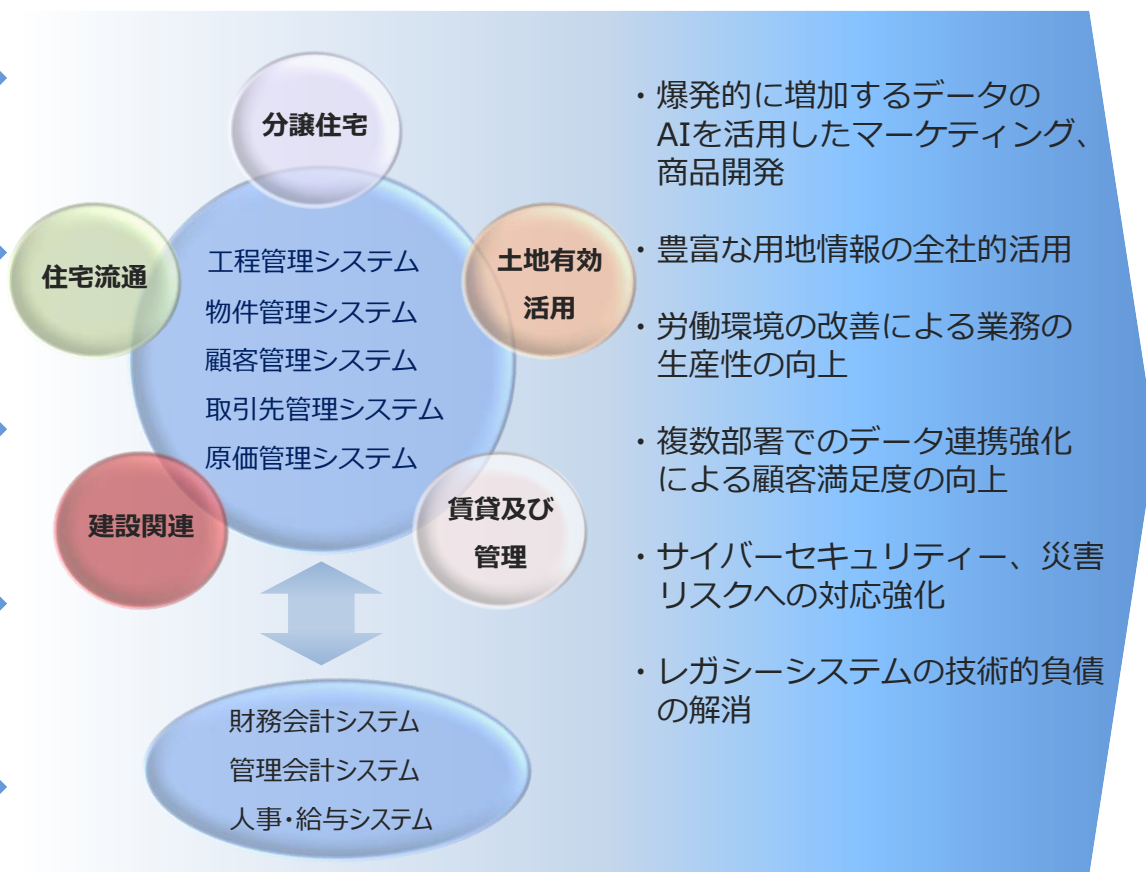 分譲住宅
住宅流通
土地有効
活用
工程管理システム
物件管理システム
顧客管理システム
取引先管理システム
原価管理システム
建設関連
賃貸及び
管理
財務会計システム
管理会計システム
人事・給与システム
・爆発的に増加するデータの
AIを活用したマーケティング、
商品開発
・豊富な用地情報の全社的活用
・労働環境の改善による業務の
生産性の向上
・複数部署でのデータ連携強化
による顧客満足度の向上
・サイバーセキュリティー、災害
リスクへの対応強化
・レガシーシステムの技術的負債
の解消